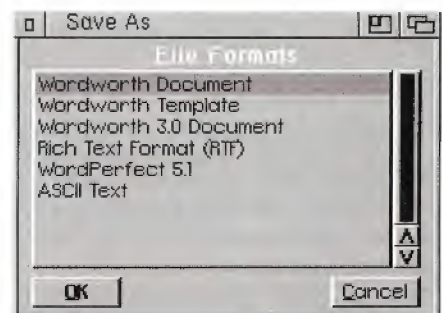 Save As
File Formats
Wordworth Document
Wordworth Template
Wordworth 3.0 Document
Rich Text Format (RTF)
WordPerfect 5.1
ASCII Text
OK
Cancel